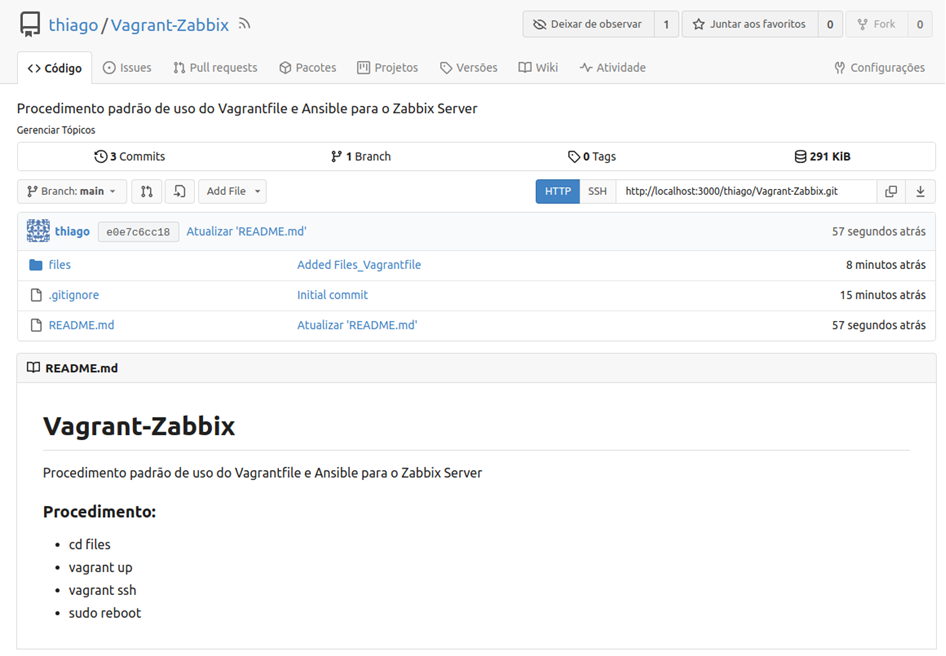 thiago / Vagrant-Zabbix Deixar de observar 1 Juntar aos favoritos 0 Fork 0
Código Issues Pull requests Pacotes Projetos Versões Wiki Atividade Configurações
Procedimento padrão de uso do Vagrantfile e Ansible para o Zabbix Server
Gerenciar Tópicos
3 Commits 1 Branch 0 Tags 291 KiB
Branch: main Add File HTTP SSH http://localhost:3000/thiago/Vagrant-Zabbix.git
thiago e0e7c6cc18 Atualizar 'README.md' 57 segundos atrás
files Added Files_Vagrantfile 8 minutos atrás
.gitignore Initial commit 15 minutos atrás
README.md Atualizar 'README.md' 57 segundos atrás
README.md
Vagrant-Zabbix
Procedimento padrão de uso do Vagrantfile e Ansible para o Zabbix Server
Procedimento:
• cd files
• vagrant up
• vagrant ssh
• sudo reboot